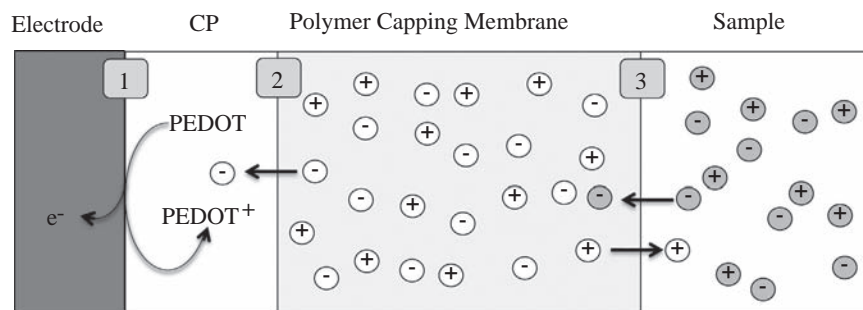 Electrode CP Polymer Capping Membrane Sample
1 2 3
PEDOT
e-
PEDOT+